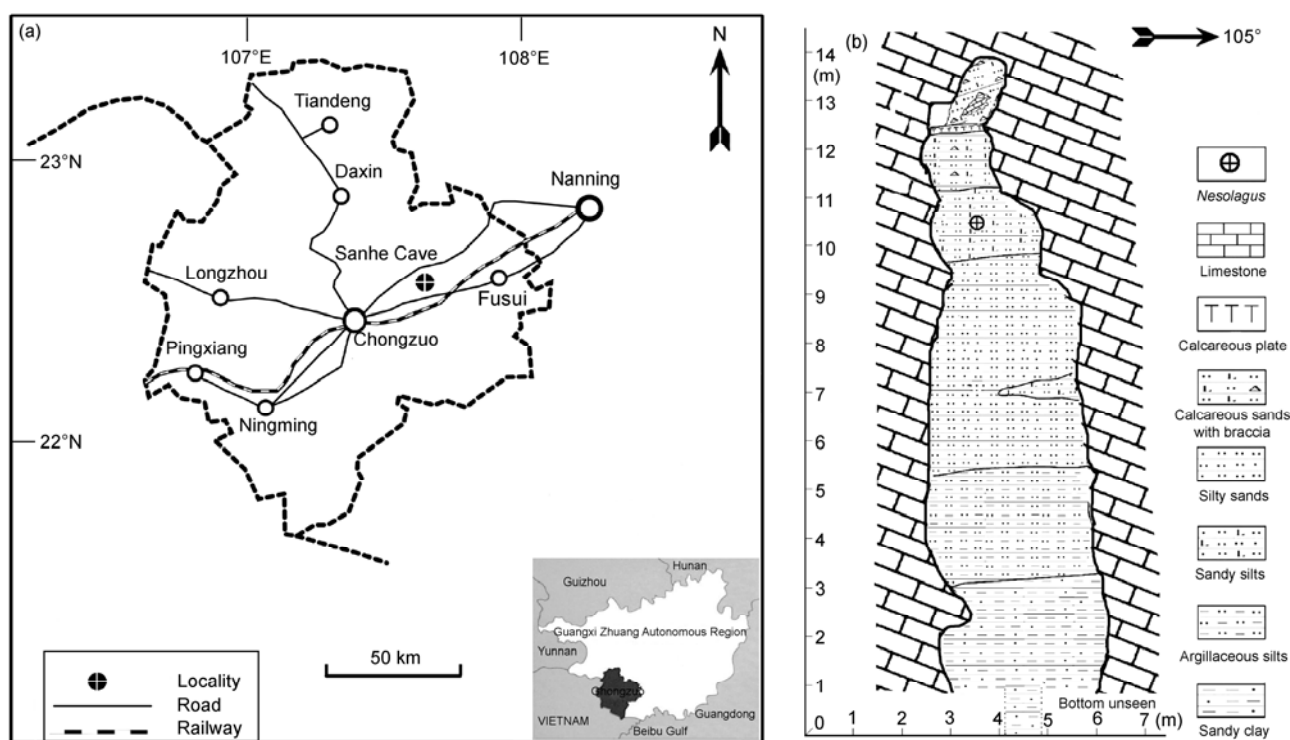 (a)
107°E
108°E
N
23°N
22°N
Tiandeng
Daxin
Nanning
Sanhe Cave
Longzhou
Fusui
Chongzuo
Pingxiang
Ningming
Locality
Road
Railway
50 km
Hunan
Guizhou
Guangxi Zhuang Autonomous Region
Yunnan
Chongzuo
VIETNAM
Guangdong
Beibu Gulf
(b)
105°
14
(m)
13
12
11
10
9
8
7
6
5
4
3
2
1
0
1 2 3 4 5 6 7 (m)
Bottom unseen
Nesolagus
Limestone
Calcareous plate
Calcareous sands
with braccia
Silty sands
Sandy silts
Argillaceous silts
Sandy clay